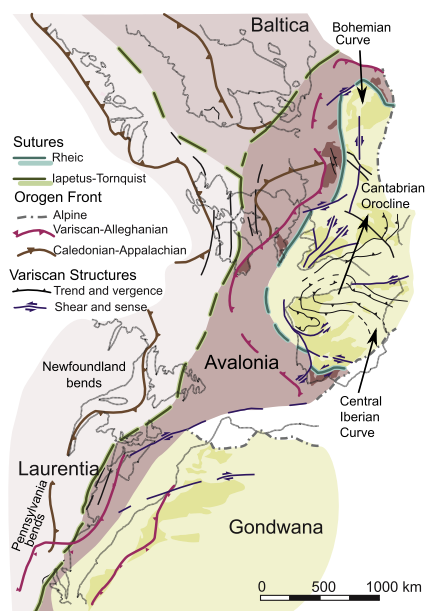 Baltica
Bohemian
Curve
Sutures
Rheic
Iapetus-Tornquist
Orogen Front
Alpine
Variscan-Alleghanian
Caledonian-Appalachian
Variscan Structures
Trend and vergence
Shear and sense
Cantabrian
Orocline
Newfoundland
bends
Avalonia
Central
Iberian
Curve
Laurentia
Pennsylvania
bends
Gondwana
0 500 1000 km